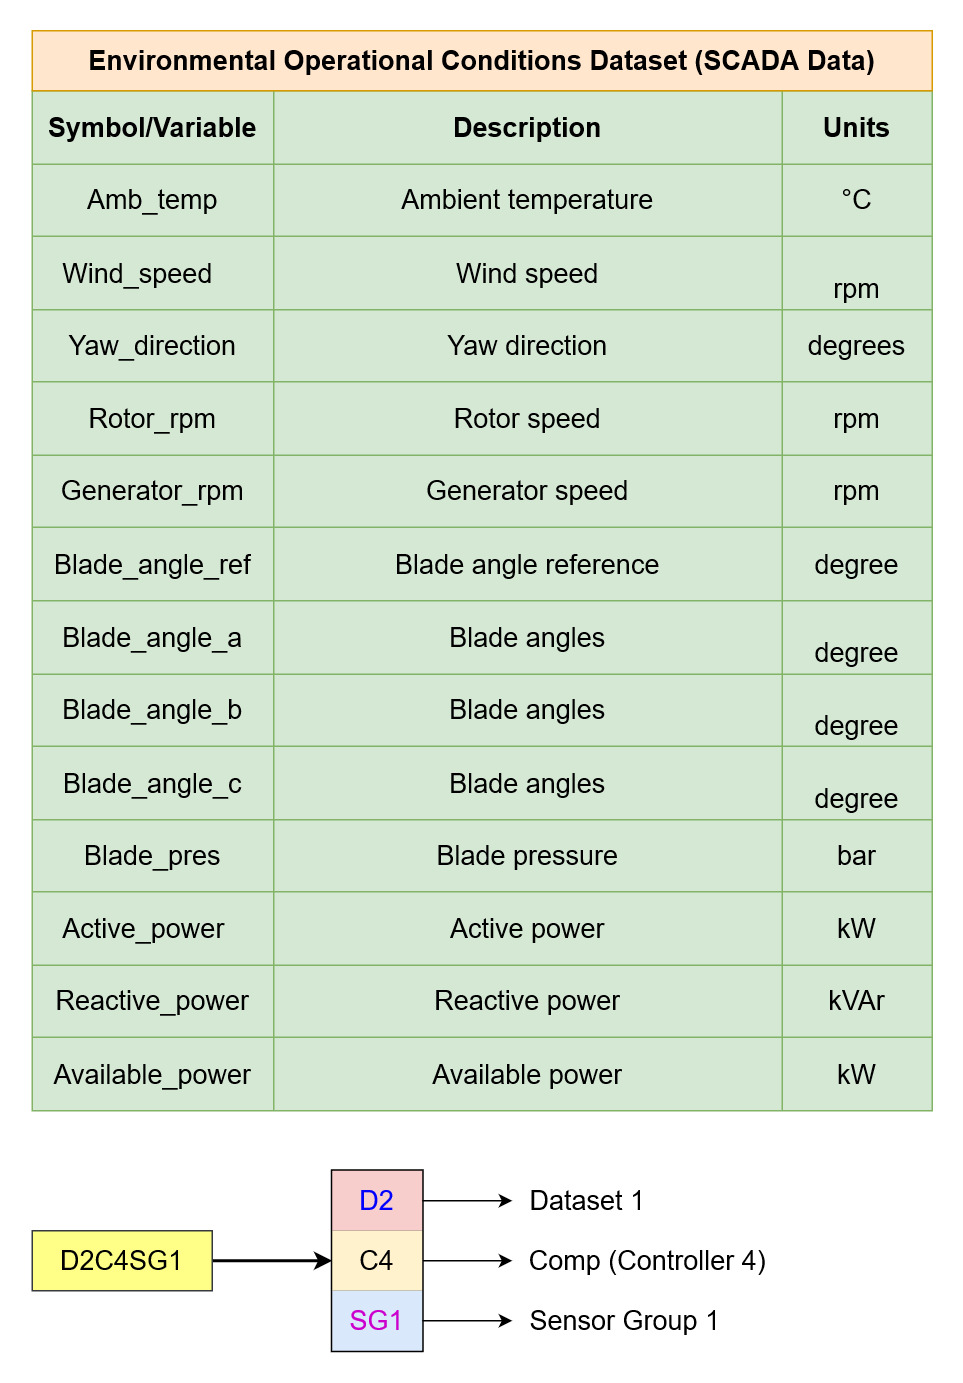 Environmental Operational Conditions Dataset (SCADA Data)
Symbol/Variable Description Units
Amb_temp Ambient temperature °C
Wind_speed Wind speed rpm
Yaw_direction Yaw direction degrees
Rotor_rpm Rotor speed rpm
Generator_rpm Generator speed rpm
Blade_angle_ref Blade angle reference degree
Blade_angle_a Blade angles degree
Blade_angle_b Blade angles degree
Blade_angle_c Blade angles degree
Blade_pres Blade pressure bar
Active_power Active power kW
Reactive_power Reactive power kVAr
Available_power Available power kW
D2 Dataset 1
D2C4SG1 C4 Comp (Controller 4)
SG1 Sensor Group 1